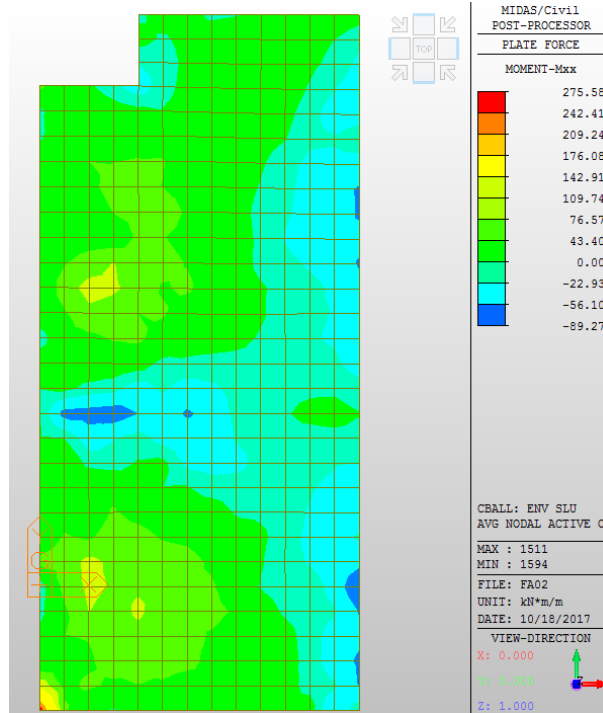 MIDAS/Civil
POST-PROCESSOR
PLATE FORCE
MOMENT-Mxx
275.58
242.41
209.24
176.08
142.91
109.74
76.57
43.40
0.00
-22.93
-56.10
-89.27
TOP
CBALL: ENV SLU
AVG NODAL ACTIVE
MAX : 1511
MIN : 1594
FILE: FA02
UNIT: kN*m/m
DATE: 10/18/2017
VIEW-DIRECTION
X: 0.000
Z: 1.000